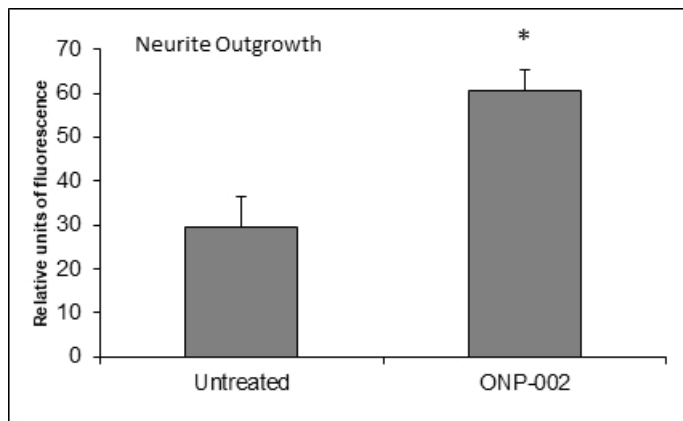 Neurite Outgrowth
*
Relative units of fluorescence
70
60
50
40
30
20
10
0
Untreated
ONP-002